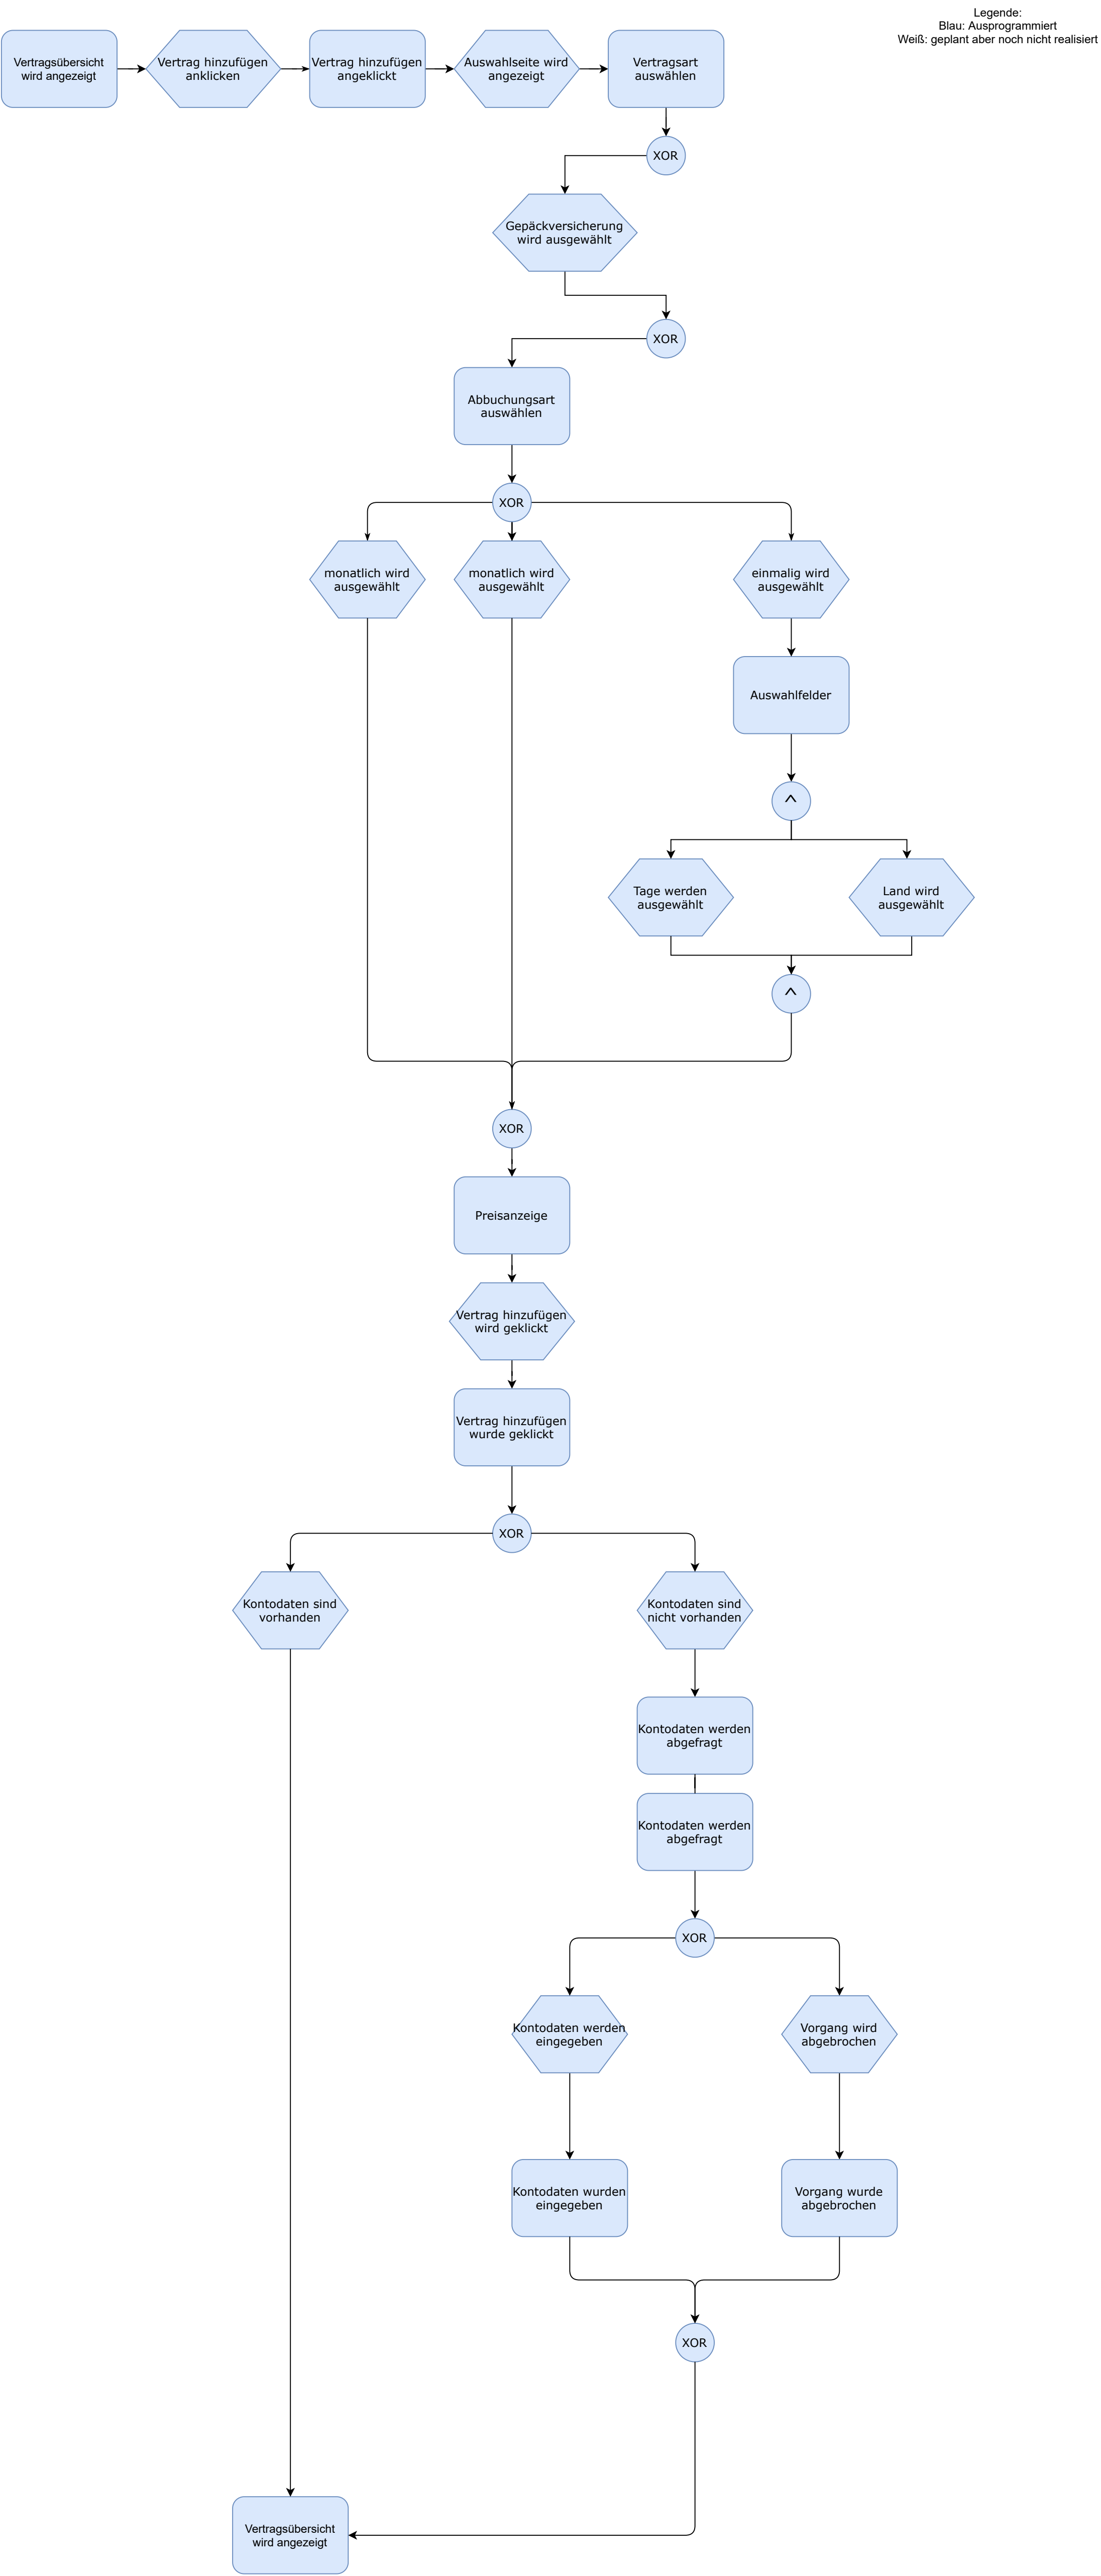 Legende:
Blau: Ausprogrammiert
Weiß: geplant aber noch nicht realisiert
Vertragsübersicht
wird angezeigt
Vertrag hinzufügen
anklicken
Vertrag hinzufügen
angeklickt
Auswahlseite wird
angezeigt
Vertragsart
auswählen
XOR
Gepäckversicherung
wird ausgewählt
XOR
Abbuchungsart
auswählen
XOR
monatlich wird
ausgewählt
monatlich wird
ausgewählt
einmalig wird
ausgewählt
Auswahlfelder
^
Tage werden
ausgewählt
Land wird
ausgewählt
^
XOR
Preisanzeige
Vertrag hinzufügen
wird geklickt
Vertrag hinzufügen
wurde geklickt
XOR
Kontodaten sind
vorhanden
Kontodaten sind
nicht vorhanden
Kontodaten werden
abgefragt
Kontodaten werden
abgefragt
XOR
Kontodaten werden
eingegeben
Vorgang wird
abgebrochen
Kontodaten wurden
eingegeben
Vorgang wurde
abgebrochen
XOR
Vertragsübersicht
wird angezeigt